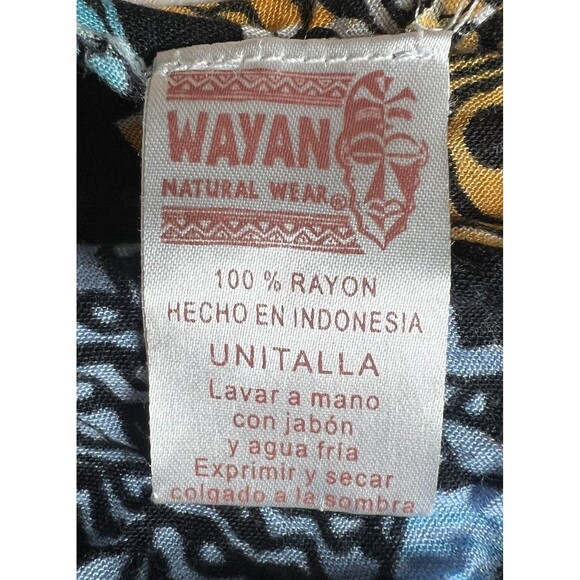 WAYAN
NATURAL WEAR®
100 % RAYON
HECHO EN INDONESIA
UNITALLA
Lavar a mano
con jabón
y agua fría
Exprimir y secar
colgado a la sombra